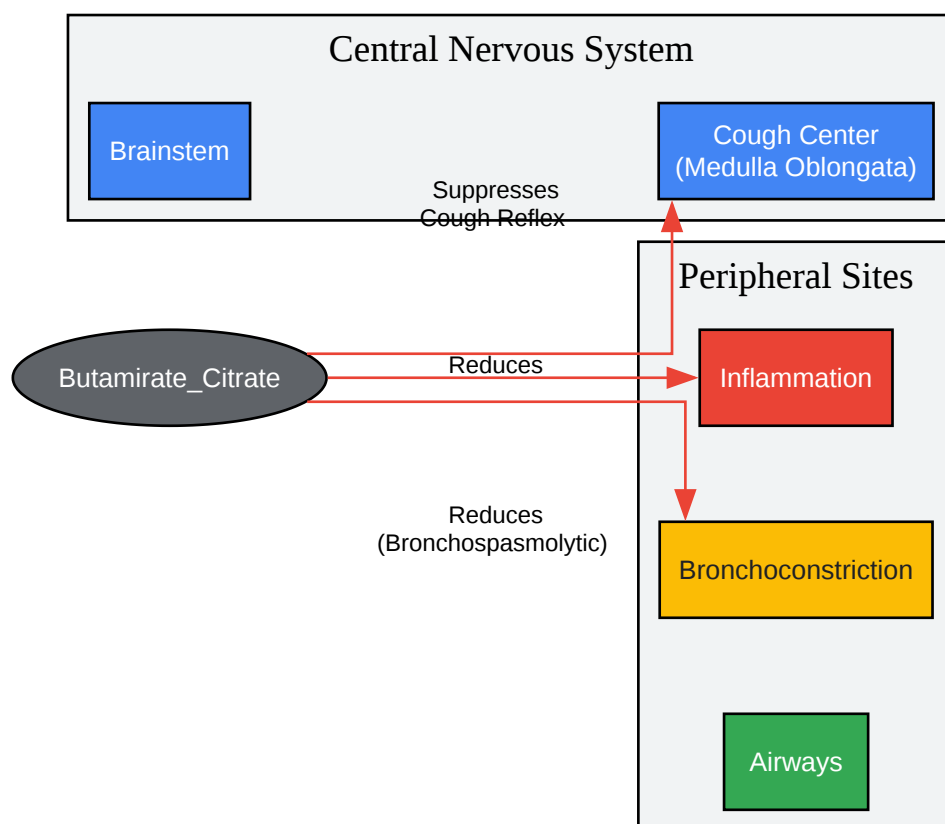 Central Nervous System
Brainstem
Cough Center
(Medulla Oblongata)
Suppresses
Cough Reflex
Peripheral Sites
Butamirate_Citrate
Reduces
Inflammation
Reduces
(Bronchospasmolytic)
Bronchoconstriction
Airways